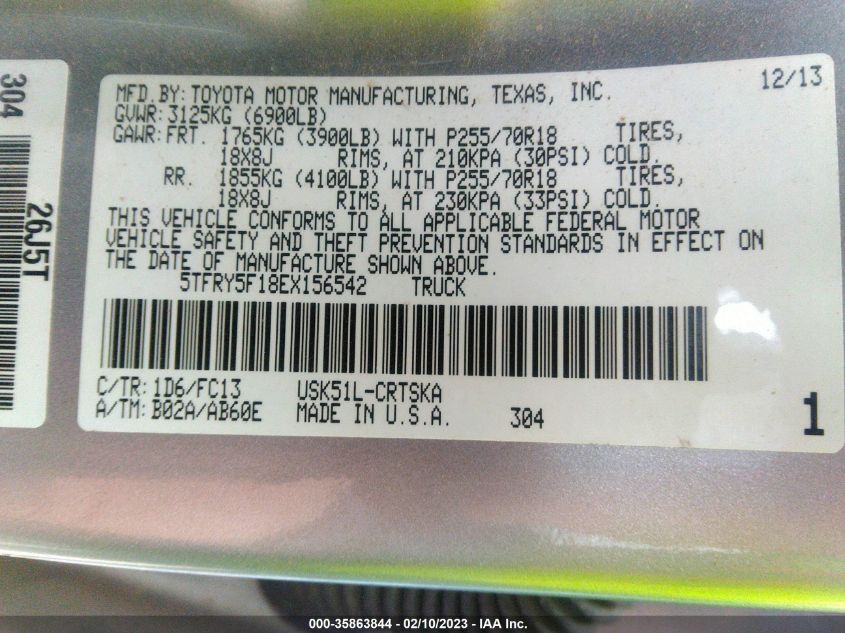 304
26J5T
MFD.BY: TOYOTA MOTOR MANUFACTURING, TEXAS, INC. 12/13
GVWR: 3125KG (6900LB)
GAWR: FRT. 1765KG (3900LB) WITH P255/70R18 TIRES,
18X8J RIMS, AT 210KPA (30PSI) COLD.
RR. 1855KG (4100LB) WITH P255/70R18 TIRES,
18X8J RIMS, AT 230KPA (33PSI) COLD.
THIS VEHICLE CONFORMS TO ALL APPLICABLE FEDERAL MOTOR
VEHICLE SAFETY AND THEFT PREVENTION STANDARDS IN EFFECT ON
THE DATE OF MANUFACTURE SHOWN ABOVE.
5TFRY5F18EX156542 TRUCK
C/TR: 1D6/FC13 USK51L-CRTSKA
A/TM: B02A/AB60E MADE IN U.S.A. 304 1
000-35863844 — 02/10/2023 — IAA Inc.